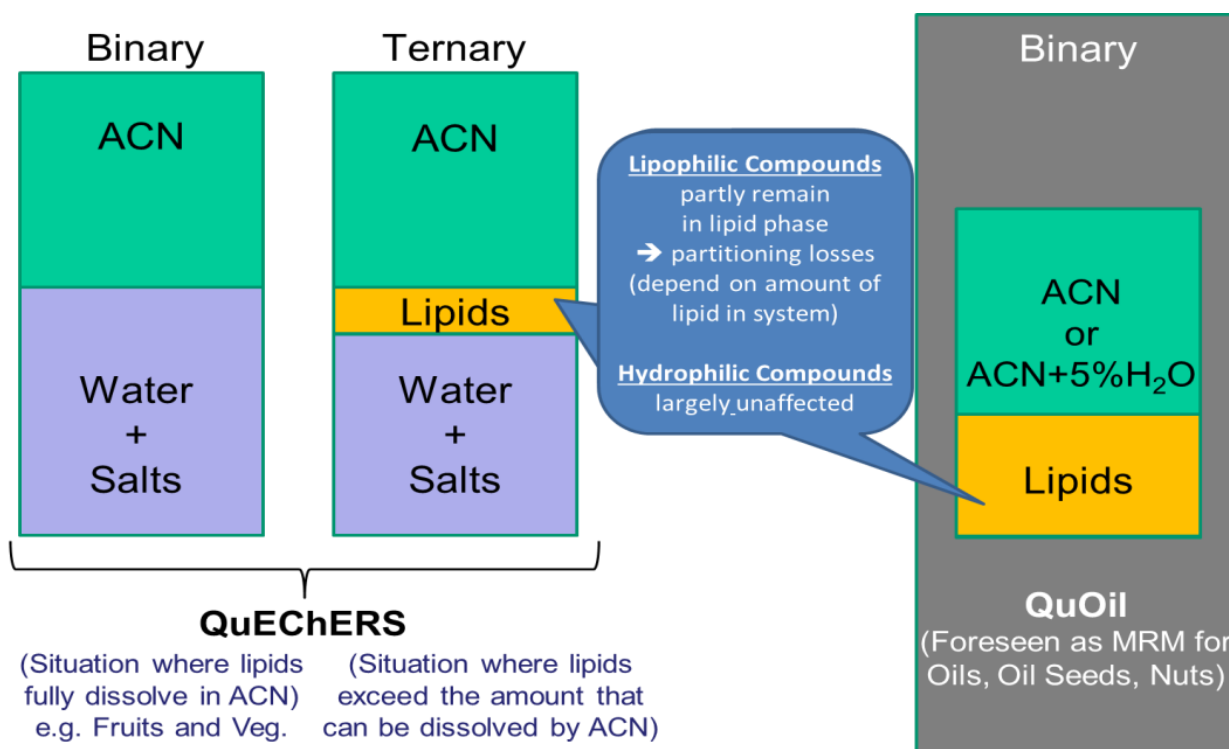 Binary
ACN
Water
+
Salts
Ternary
ACN
Lipids
Water
+
Salts
Lipophilic Compounds
partly remain
in lipid phase
➔ partitioning losses
(depend on amount of
lipid in system)
Hydrophilic Compounds
largely unaffected
Binary
ACN
or
ACN+5%H₂O
Lipids
QuEChERS
(Situation where lipids
fully dissolve in ACN)
e.g. Fruits and Veg.
(Situation where lipids
exceed the amount that
can be dissolved by ACN)
QuOil
(Foreseen as MRM for
Oils, Oil Seeds, Nuts)